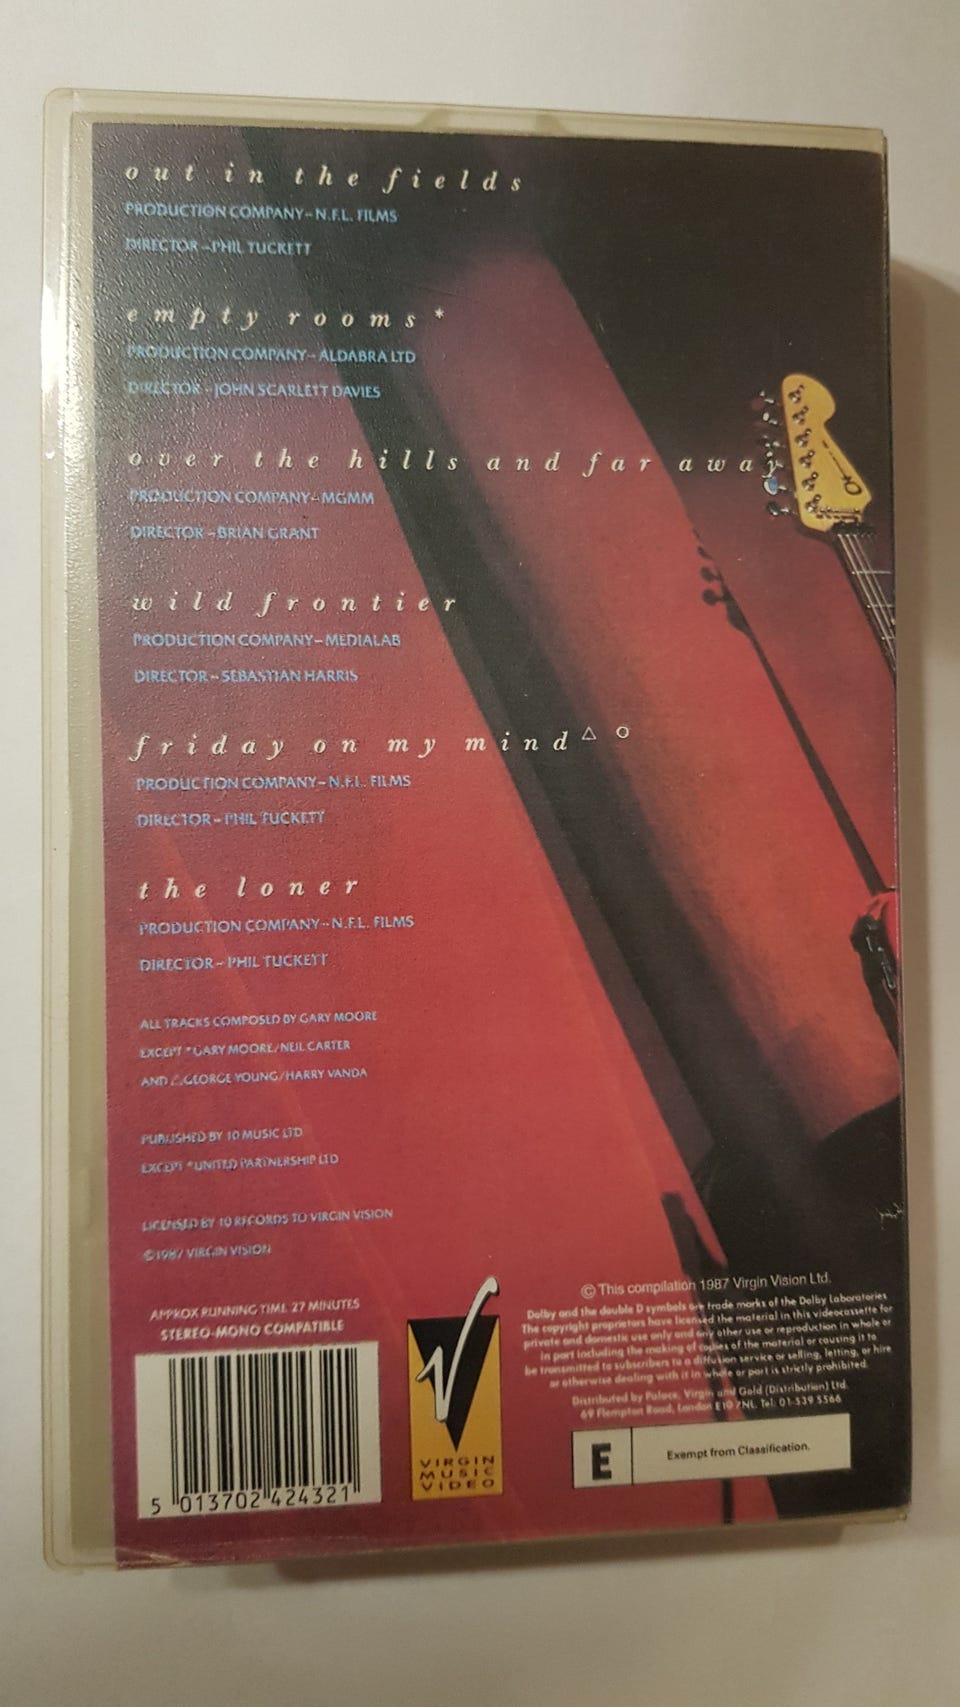 out in the fields
PRODUCTION COMPANY–N.F.L. FILMS
DIRECTOR–PHIL TUCKETT
empty rooms*
PRODUCTION COMPANY–ALDABRA LTD
DIRECTOR–JOHN SCARLETT DAVIES
over the hills and far away
PRODUCTION COMPANY–MGMM
DIRECTOR–BRIAN GRANT
wild frontier
PRODUCTION COMPANY–MEDIALAB
DIRECTOR–SEBASTIAN HARRIS
friday on my mind△ ○
PRODUCTION COMPANY–N.F.L. FILMS
DIRECTOR–PHIL TUCKETT
the loner
PRODUCTION COMPANY–N.F.L. FILMS
DIRECTOR–PHIL TUCKETT
ALL TRACKS COMPOSED BY GARY MOORE
EXCEPT *GARY MOORE/NEIL CARTER
AND △GEORGE YOUNG/HARRY VANDA
PUBLISHED BY 10 MUSIC LTD
EXCEPT UNITED PARTNERSHIP LTD
LICENSED BY 10 RECORDS TO VIRGIN VISION
©1987 VIRGIN VISION
APPROX RUNNING TIME 27 MINUTES
STEREO-MONO COMPATIBLE
5 013702 424321
VIRGIN
MUSIC
VIDEO
© This compilation 1987 Virgin Vision Ltd.
Dolby and the double D symbols are trade marks of the Dolby Laboratories
The copyright proprietors have licensed the material in this videocassette for
private and domestic use only and any other use or reproduction in whole or
in part including the making of copies of the material or causing it to
be transmitted to subscribers to a diffusion service or selling, letting, or hire
or otherwise dealing with it in whole or part is strictly prohibited.
Distributed by Palace, Virgin and Gold (Distribution) Ltd.
69 Flempton Road, London E10 7NL. Tel: 01-539 5566
E
Exempt from Classification.